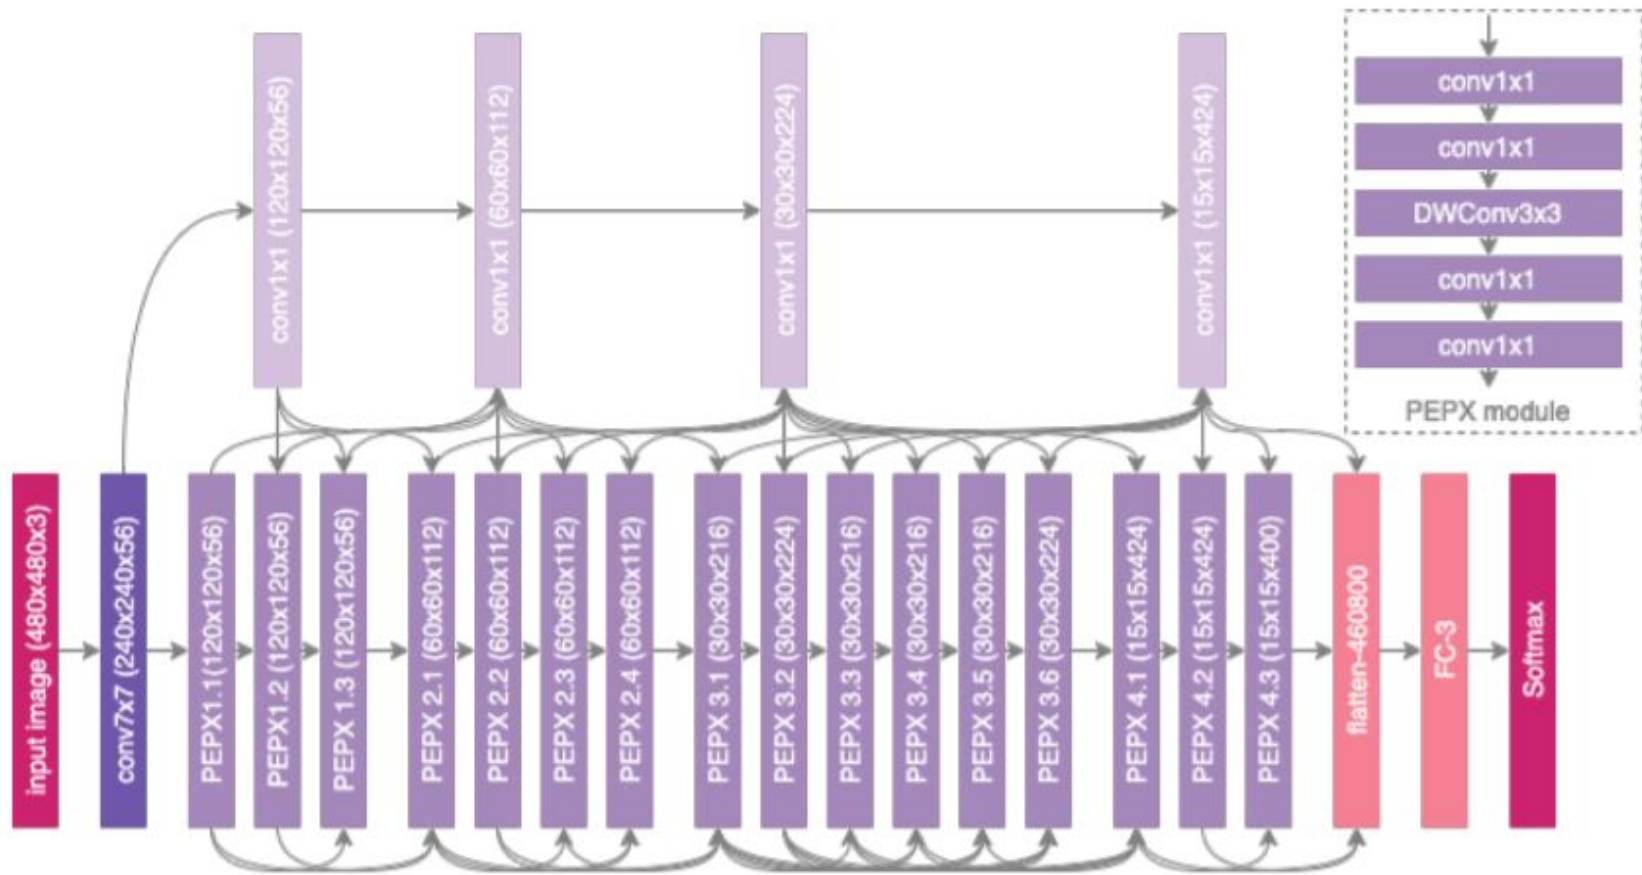 conv1x1 (120x120x56)
conv1x1 (60x60x112)
conv1x1 (30x30x224)
conv1x1 (15x15x424)
conv1x1
conv1x1
DWConv3x3
conv1x1
conv1x1
PEPX module
input image (480x480x3)
conv7x7 (240x240x56)
PEPX1.1(120x120x56)
PEPX1.2 (120x120x56)
PEPX 1.3 (120x120x56)
PEPX 2.1 (60x60x112)
PEPX 2.2 (60x60x112)
PEPX 2.3 (60x60x112)
PEPX 2.4 (60x60x112)
PEPX 3.1 (30x30x216)
PEPX 3.2 (30x30x224)
PEPX 3.3 (30x30x216)
PEPX 3.4 (30x30x216)
PEPX 3.5 (30x30x216)
PEPX 3.6 (30x30x224)
PEPX 4.1 (15x15x424)
PEPX 4.2 (15x15x424)
PEPX 4.3 (15x15x400)
flatten-460800
FC-3
Softmax